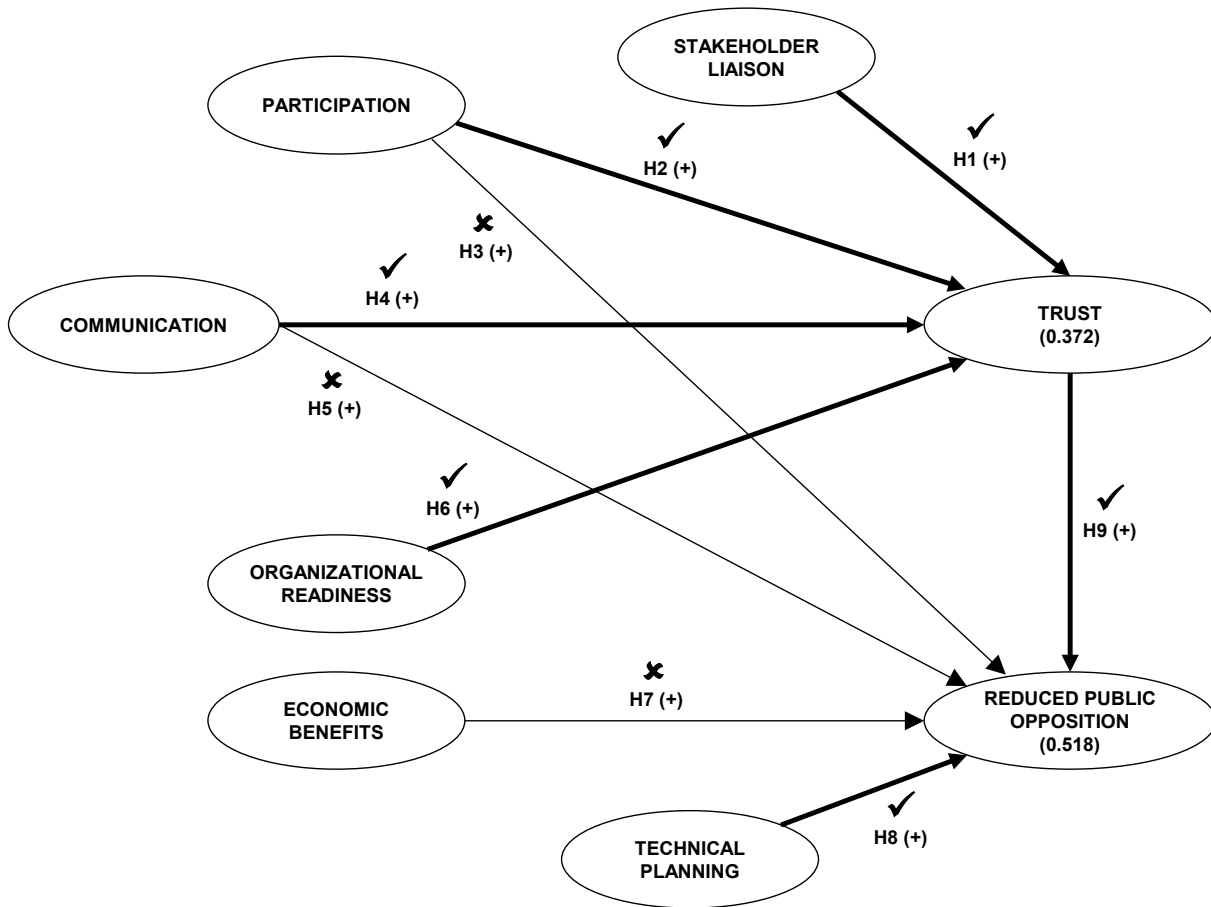 STAKEHOLDER
LIAISON
PARTICIPATION
✓
H1 (+)
✓
H2 (+)
✘
H3 (+)
✓
H4 (+)
COMMUNICATION
TRUST
(0.372)
✘
H5 (+)
✓
H6 (+)
✓
H9 (+)
ORGANIZATIONAL
READINESS
✘
H7 (+)
ECONOMIC
BENEFITS
REDUCED PUBLIC
OPPOSITION
(0.518)
✓
H8 (+)
TECHNICAL
PLANNING